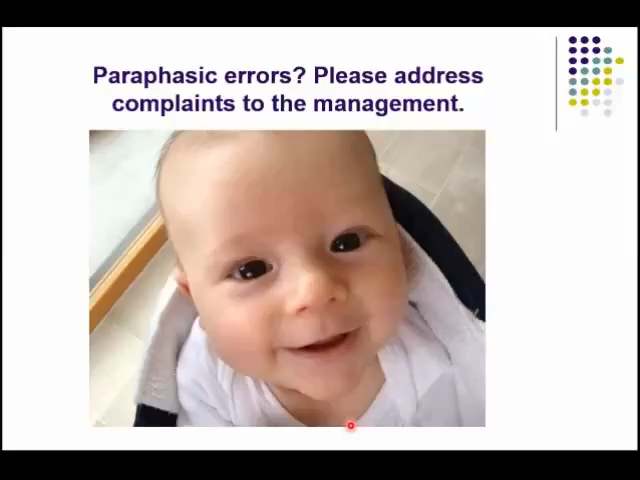 Paraphasic errors? Please address
complaints to the management.